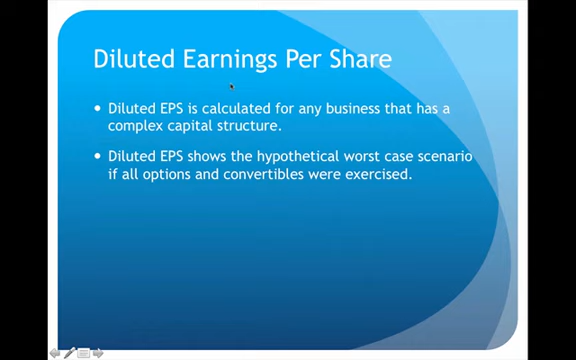 Diluted Earnings Per Share
• Diluted EPS is calculated for any business that has a
complex capital structure.
• Diluted EPS shows the hypothetical worst case scenario
if all options and convertibles were exercised.